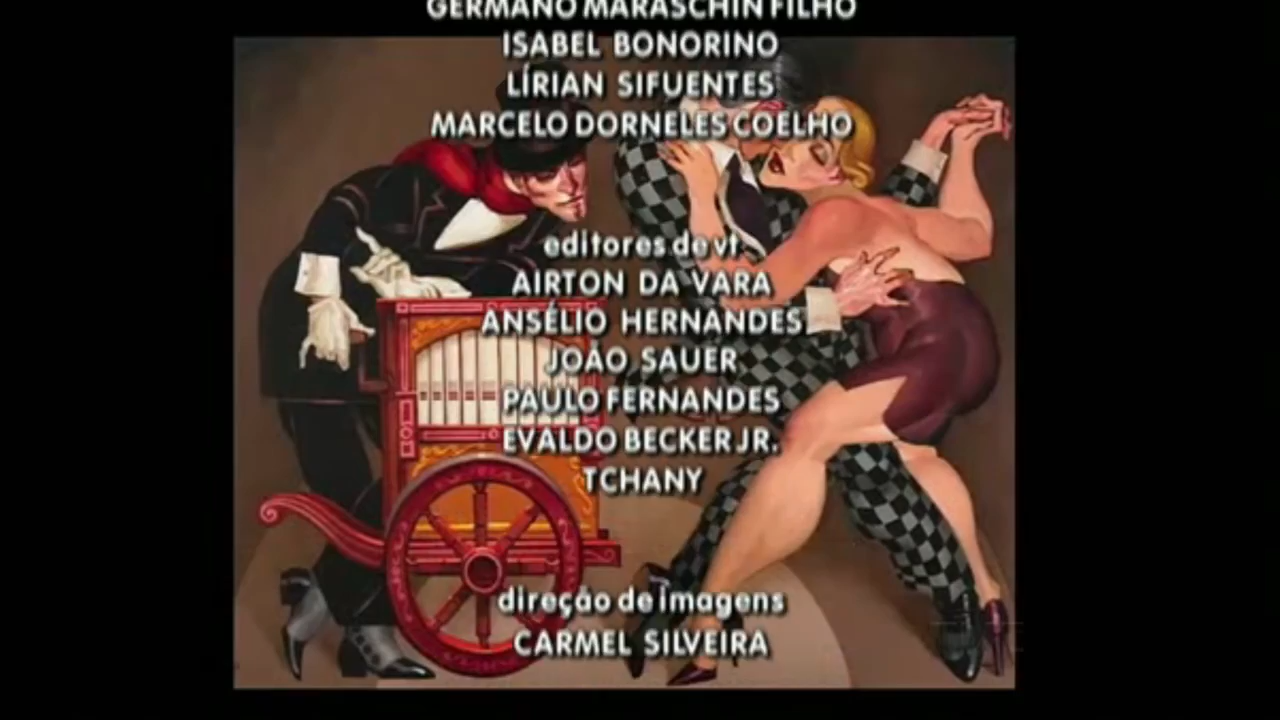 GERMANO MARASCHIN FILHO
ISABEL BONORINO
LÍRIAN SIFUENTES
MARCELO DORNELES COELHO
editores de vt
AIRTON DA VARA
ANSÉLIO HERNANDES
JOÃO SAUER
PAULO FERNANDES
EVALDO BECKER JR.
TCHANY
direção de imagens
CARMEL SILVEIRA